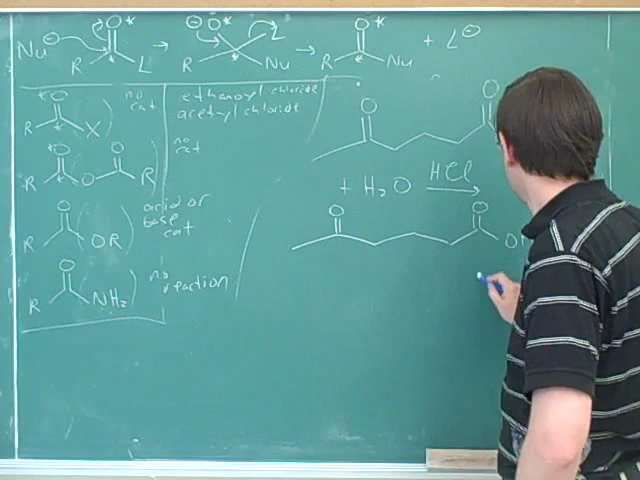 Nu⊖ O* R * L → ⊖O O* L R * Nu → O* R * Nu + L⊖
O R X no cat ethanoyl chloride
acetyl chloride
O O R O R no cat
O R OR acid or
base
cat
O R NH2 no reaction
O O
+ H2O HCl →
O O O